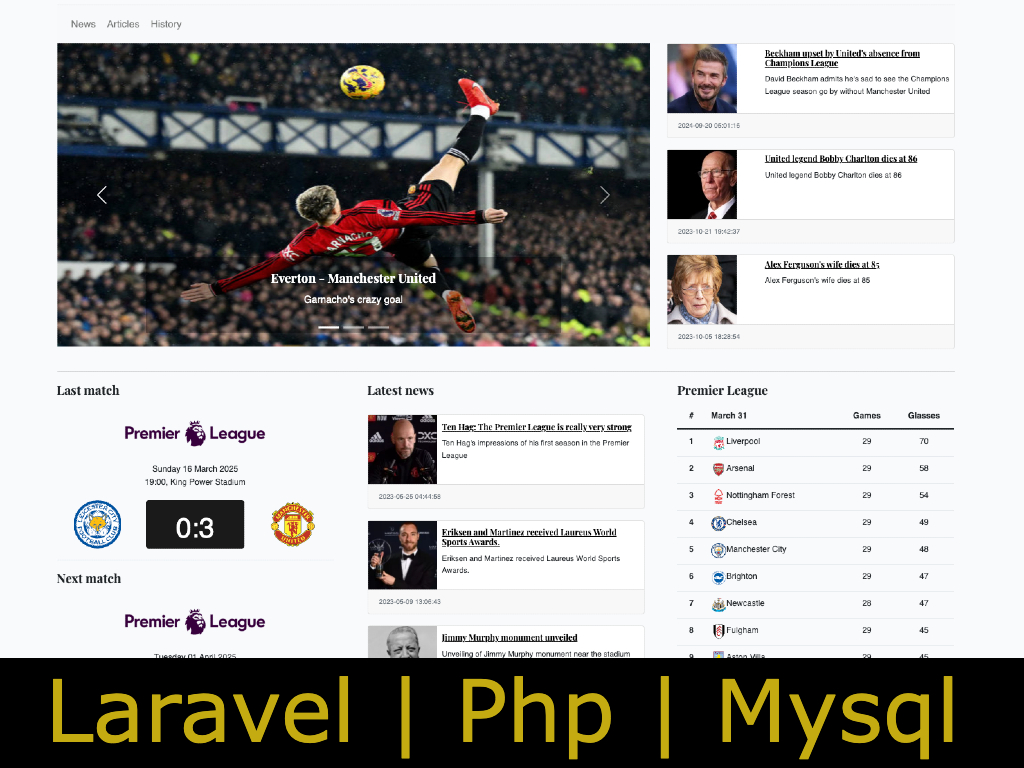 News Articles History
Beckham upset by United's absence from
Champions League
David Beckham admits he's sad to see the Champions
League season go by without Manchester United
2024-09-20 05:01:16
United legend Bobby Charlton dies at 86
United legend Bobby Charlton dies at 86
2023-10-21 19:42:37
Alex Ferguson's wife dies at 85
Alex Ferguson's wife dies at 85
2023-10-05 18:28:54
GARNACHO
Everton – Manchester United
Garnacho's crazy goal
Last match
Premier League
Sunday 16 March 2025
19:00, King Power Stadium
0:3
Next match
Premier League
Tuesday 01 April 2025
Latest news
Ten Hag: The Premier League is really very strong
Ten Hag's impressions of his first season in the Premier
League
2023-05-25 04:44:58
Eriksen and Martinez received Laureus World
Sports Awards.
Eriksen and Martinez received Laureus World Sports
Awards.
2023-05-09 13:06:43
Jimmy Murphy monument unveiled
Unveiling of Jimmy Murphy monument near the stadium
Premier League
# March 31 Games Glasses
1 Liverpool 29 70
2 Arsenal 29 58
3 Nottingham Forest 29 54
4 Chelsea 29 49
5 Manchester City 29 48
6 Brighton 29 47
7 Newcastle 28 47
8 Fulgham 29 45
9 Aston Villa 29 45
Laravel | Php | Mysql